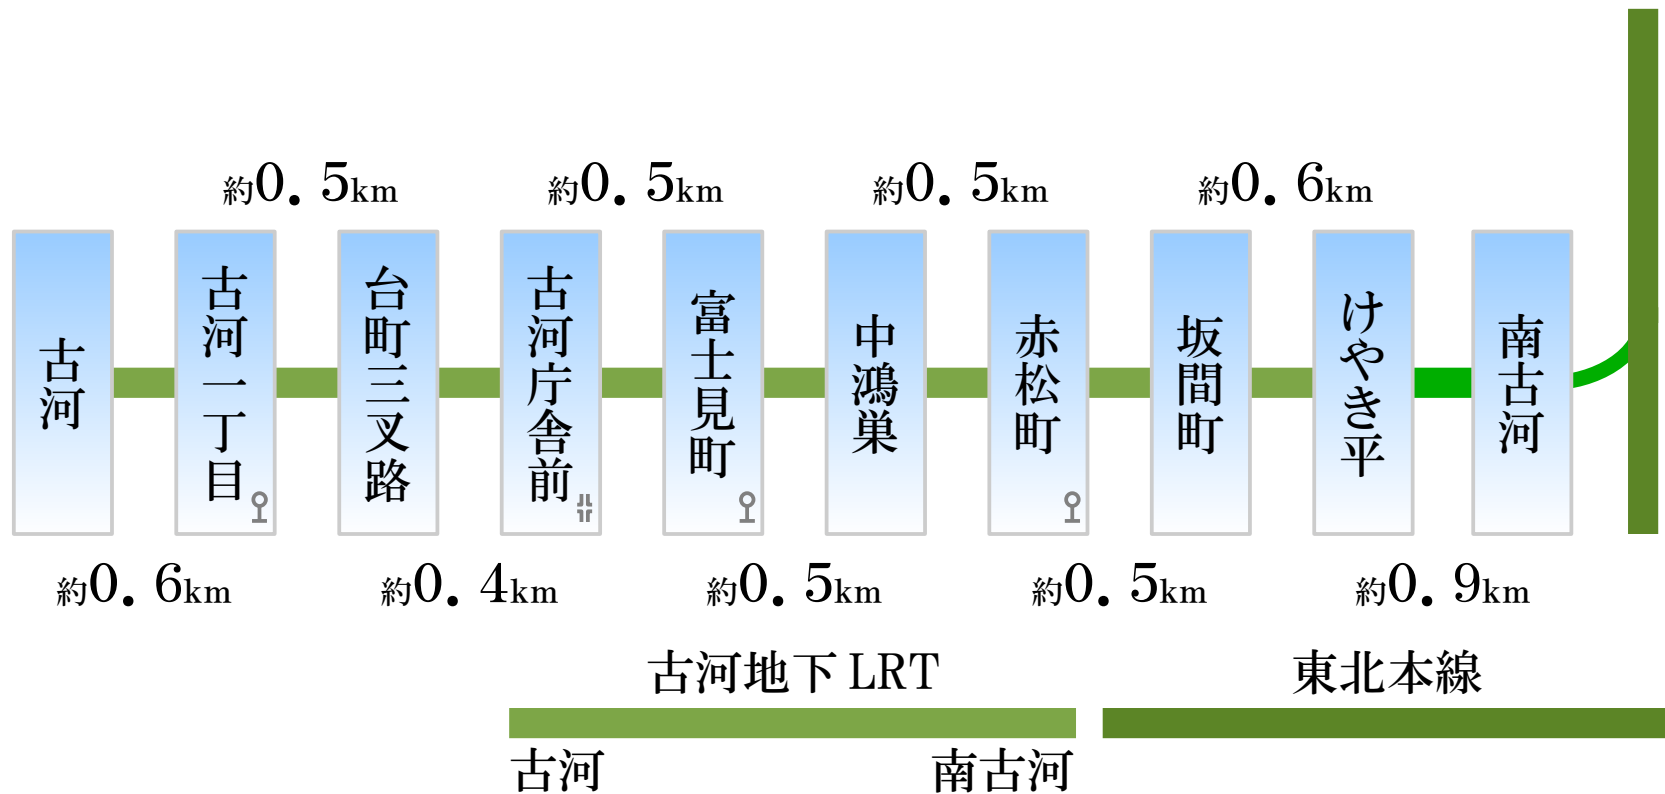 約0.5km
約0.5km
約0.5km
約0.6km
古河
古河一丁目
台町三叉路
古河庁舎前
富士見町
中鴻巣
赤松町
坂間町
けやき平
南古河
約0.6km
約0.4km
約0.5km
約0.5km
約0.9km
古河地下LRT
東北本線
古河
南古河